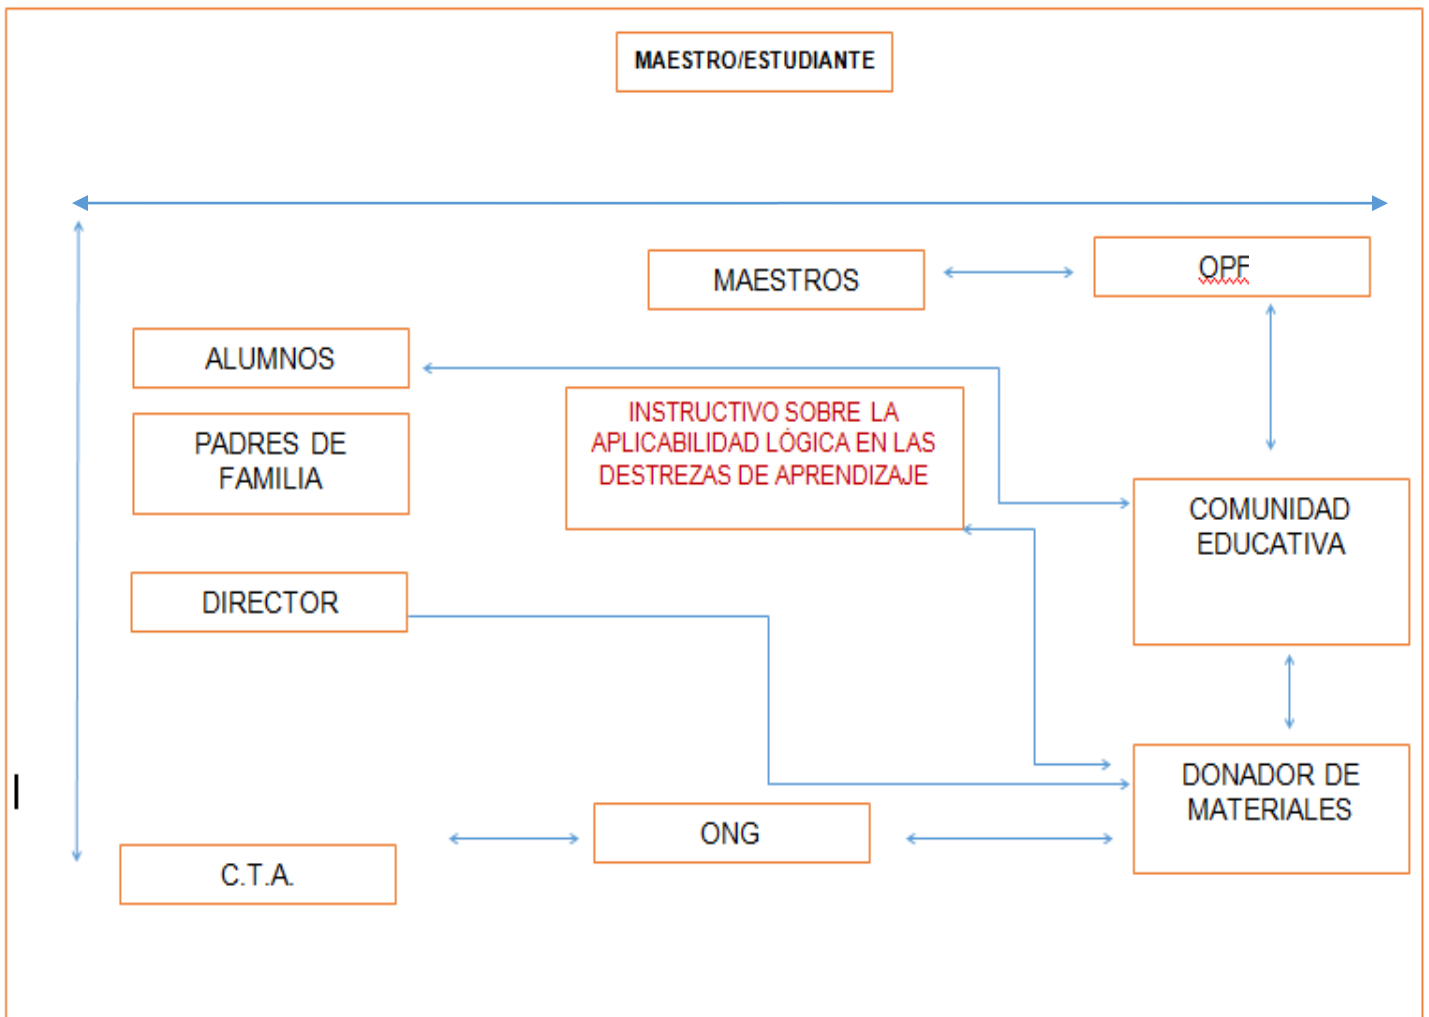 MAESTRO/ESTUDIANTE
MAESTROS
OPF
ALUMNOS
PADRES DE
FAMILIA
INSTRUCTIVO SOBRE LA
APLICABILIDAD LÓGICA EN LAS
DESTREZAS DE APRENDIZAJE
COMUNIDAD
EDUCATIVA
DIRECTOR
DONADOR DE
MATERIALES
ONG
C.T.A.